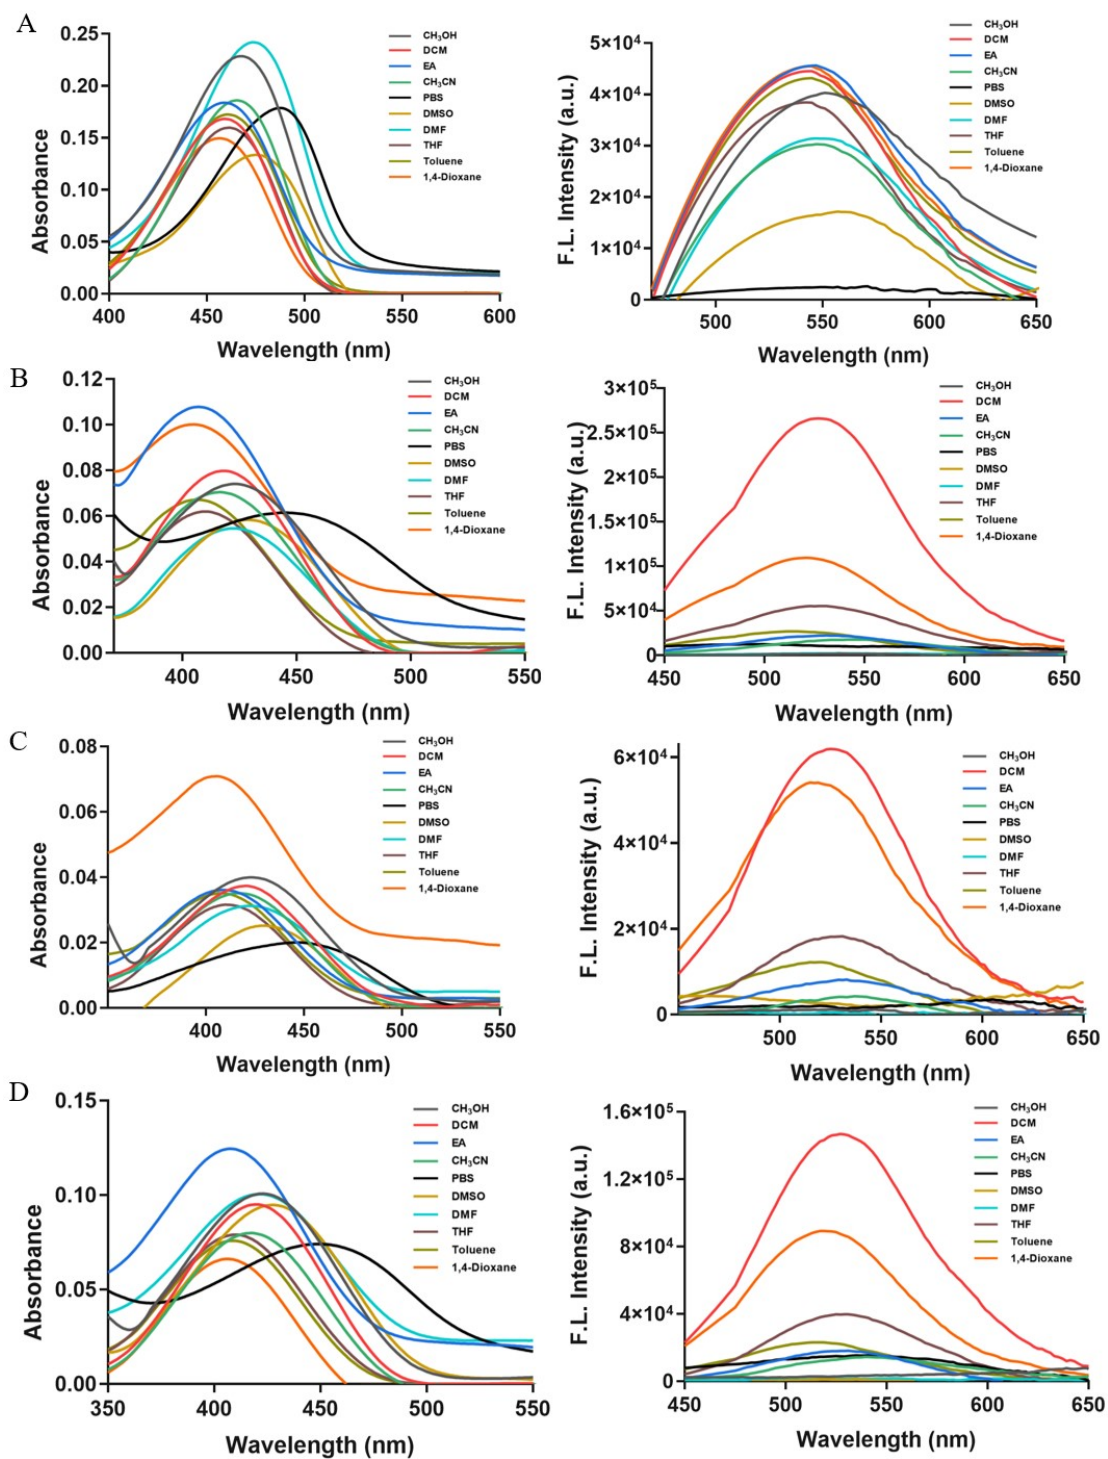 A
0.25
0.20
0.15
0.10
0.05
0.00
400
450
500
550
600
Absorbance
Wavelength (nm)
CH₃OH
DCM
EA
CH₃CN
PBS
DMSO
DMF
THF
Toluene
1,4-Dioxane
5×10⁴
4×10⁴
3×10⁴
2×10⁴
1×10⁴
0
500
550
600
650
F.L. Intensity (a.u.)
Wavelength (nm)
CH₃OH
DCM
EA
CH₃CN
PBS
DMSO
DMF
THF
Toluene
1,4-Dioxane
B
0.12
0.10
0.08
0.06
0.04
0.02
0.00
400
450
500
550
Absorbance
Wavelength (nm)
CH₃OH
DCM
EA
CH₃CN
PBS
DMSO
DMF
THF
Toluene
1,4-Dioxane
3×10⁵
2.5×10⁵
2×10⁵
1.5×10⁵
1×10⁵
5×10⁴
0
450
500
550
600
650
F.L. Intensity (a.u.)
Wavelength (nm)
CH₃OH
DCM
EA
CH₃CN
PBS
DMSO
DMF
THF
Toluene
1,4-Dioxane
C
0.08
0.06
0.04
0.02
0.00
400
450
500
550
Absorbance
Wavelength (nm)
CH₃OH
DCM
EA
CH₃CN
PBS
DMSO
DMF
THF
Toluene
1,4-Dioxane
6×10⁴
4×10⁴
2×10⁴
0
500
550
600
650
F.L. Intensity (a.u.)
Wavelength (nm)
CH₃OH
DCM
EA
CH₃CN
PBS
DMSO
DMF
THF
Toluene
1,4-Dioxane
D
0.15
0.10
0.05
0.00
350
400
450
500
550
Absorbance
Wavelength (nm)
CH₃OH
DCM
EA
CH₃CN
PBS
DMSO
DMF
THF
Toluene
1,4-Dioxane
1.6×10⁵
1.2×10⁵
8×10⁴
4×10⁴
0
450
500
550
600
650
F.L. Intensity (a.u.)
Wavelength (nm)
CH₃OH
DCM
EA
CH₃CN
PBS
DMSO
DMF
THF
Toluene
1,4-Dioxane